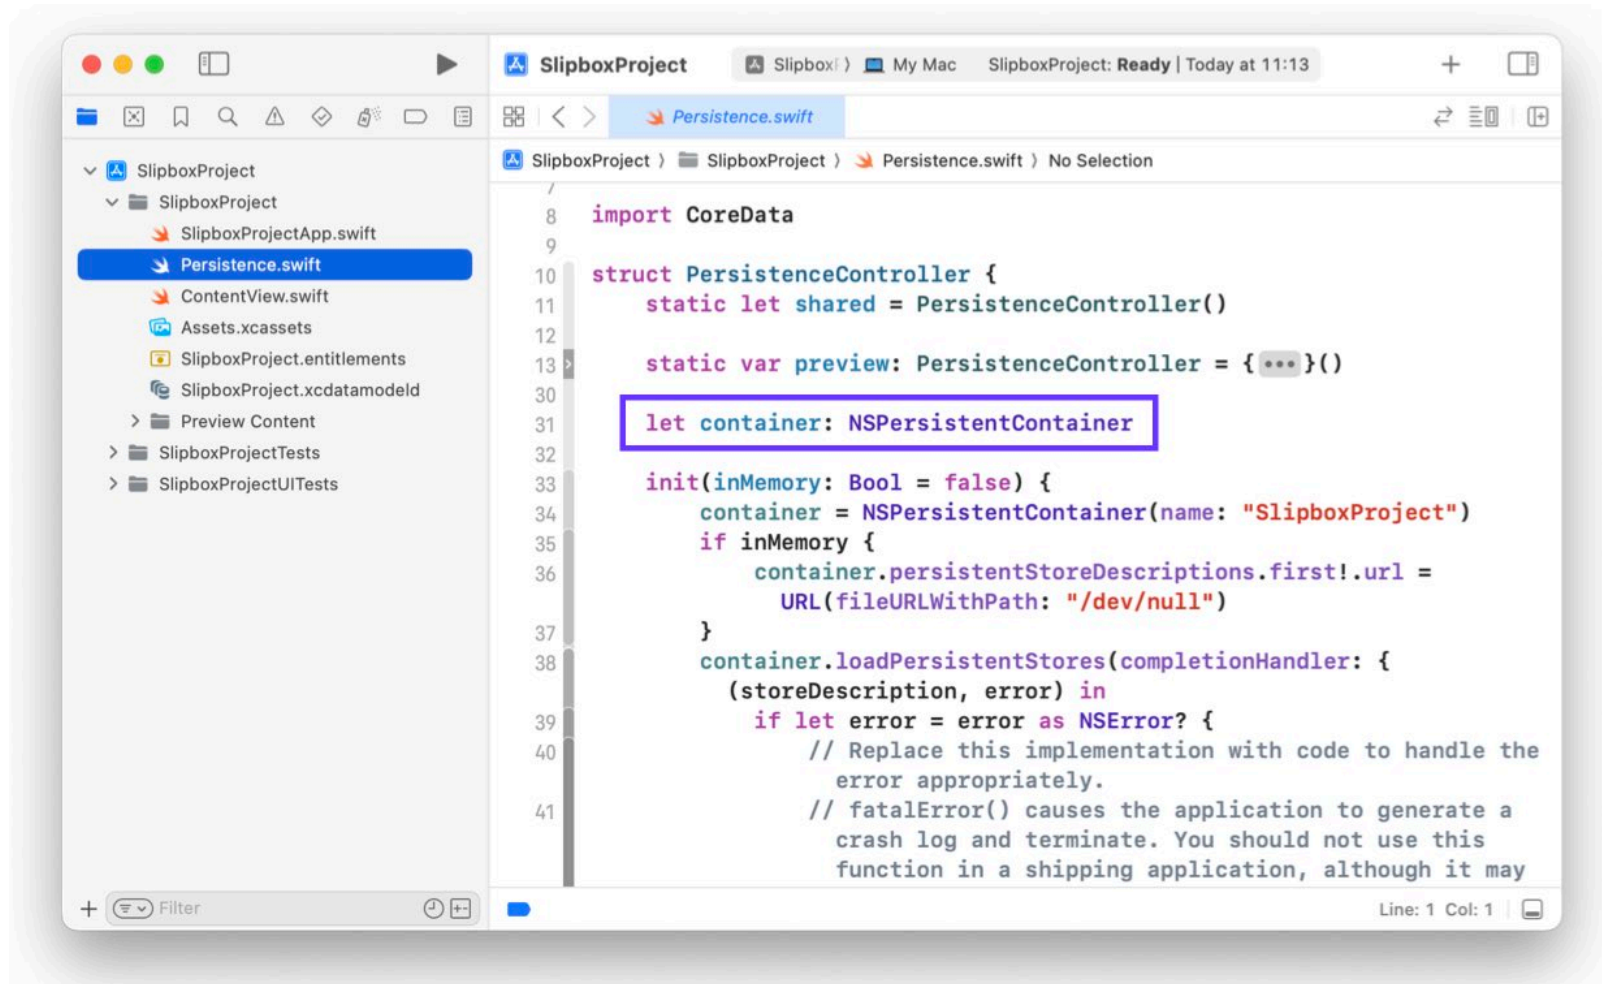 SlipboxProject
Slipbox
My Mac
SlipboxProject: Ready | Today at 11:13
Persistence.swift
SlipboxProject
SlipboxProject
Persistence.swift
No Selection
SlipboxProject
SlipboxProject
SlipboxProjectApp.swift
Persistence.swift
ContentView.swift
Assets.xcassets
SlipboxProject.entitlements
SlipboxProject.xcdatamodeld
Preview Content
SlipboxProjectTests
SlipboxProjectUITests
Filter
8 import CoreData
9
10 struct PersistenceController {
11 static let shared = PersistenceController()
12
13 static var preview: PersistenceController = {•••}()
30
31 let container: NSPersistentContainer
32
33 init(inMemory: Bool = false) {
34 container = NSPersistentContainer(name: "SlipboxProject")
35 if inMemory {
36 container.persistentStoreDescriptions.first!.url =
URL(fileURLWithPath: "/dev/null")
37 }
38 container.loadPersistentStores(completionHandler: {
(storeDescription, error) in
39 if let error = error as NSError? {
40 // Replace this implementation with code to handle the
error appropriately.
41 // fatalError() causes the application to generate a
crash log and terminate. You should not use this
function in a shipping application, although it may
Line: 1 Col: 1